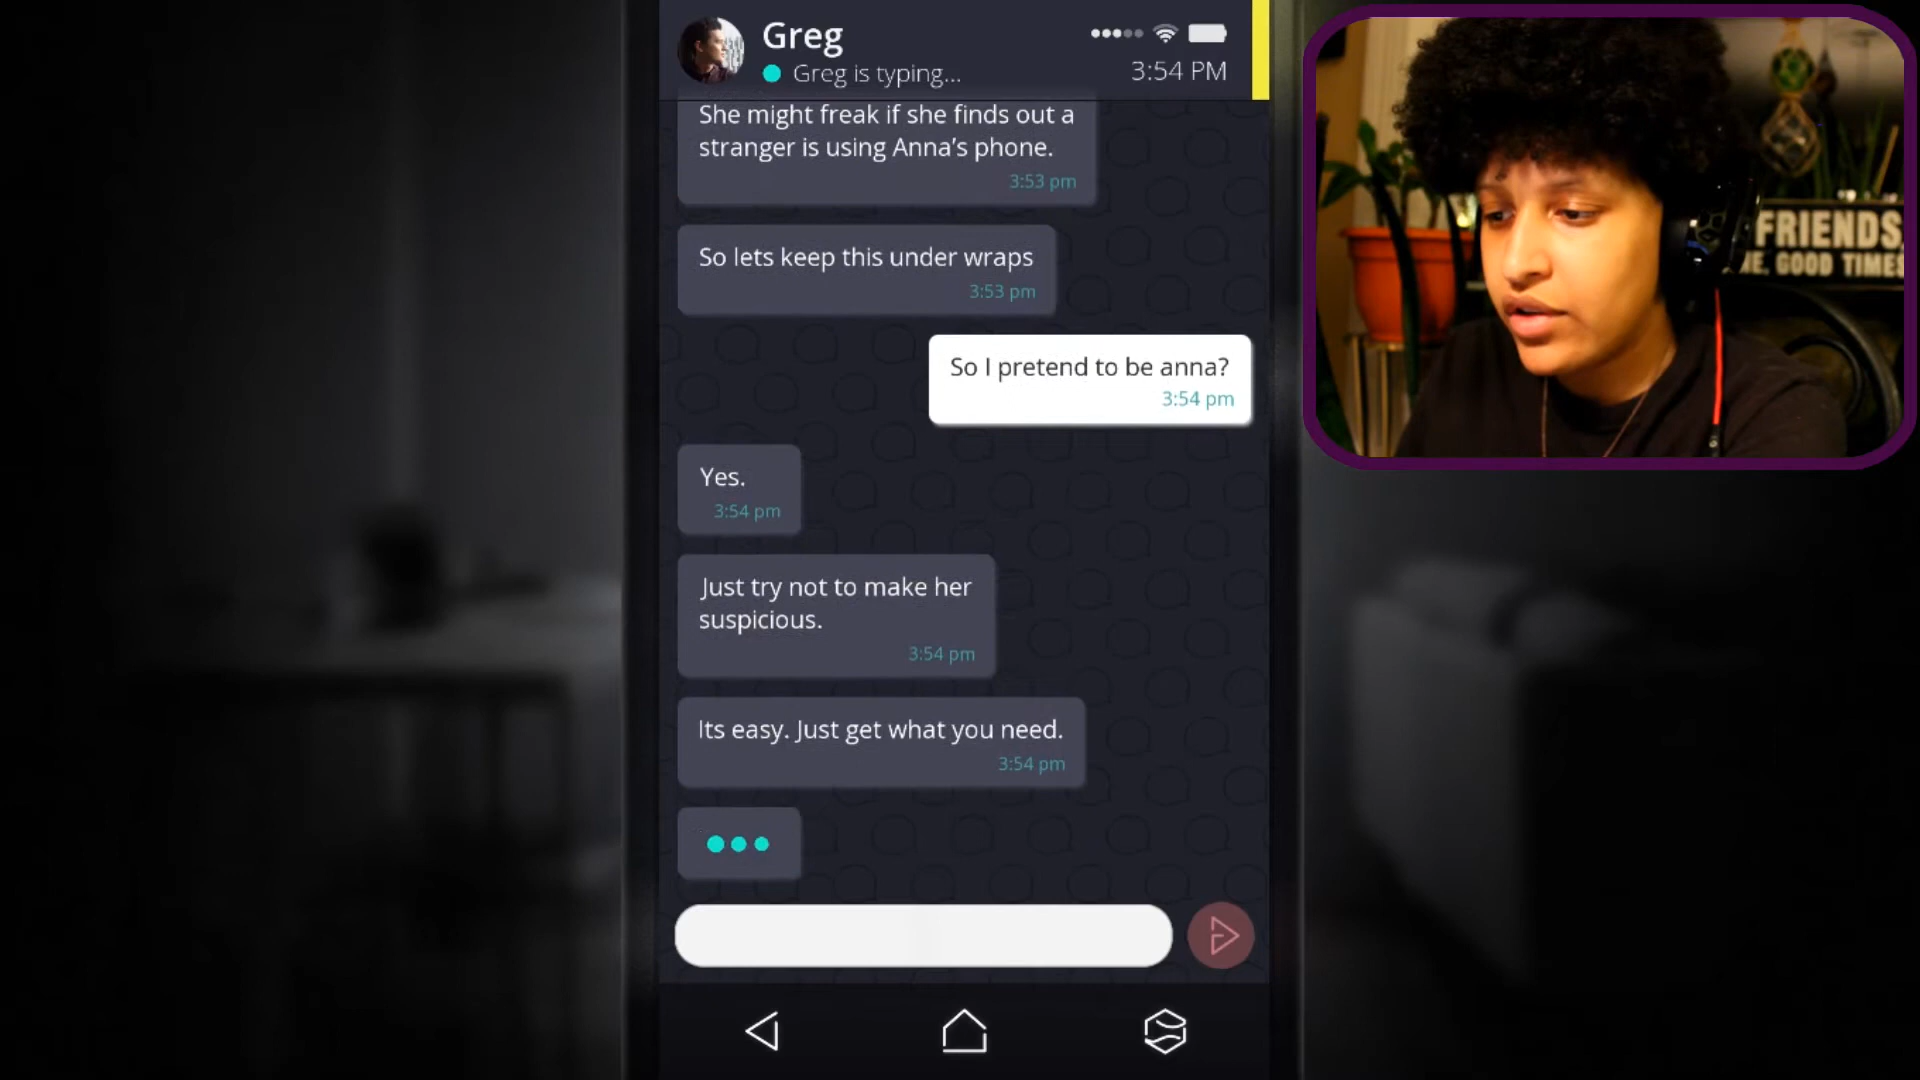 Greg
Greg is typing...
3:54 PM
She might freak if she finds out a
stranger is using Anna’s phone.
3:53 pm
So lets keep this under wraps
3:53 pm
So I pretend to be anna?
3:54 pm
Yes.
3:54 pm
Just try not to make her
suspicious.
3:54 pm
Its easy. Just get what you need.
3:54 pm
FRIENDS,
GOOD TIMES